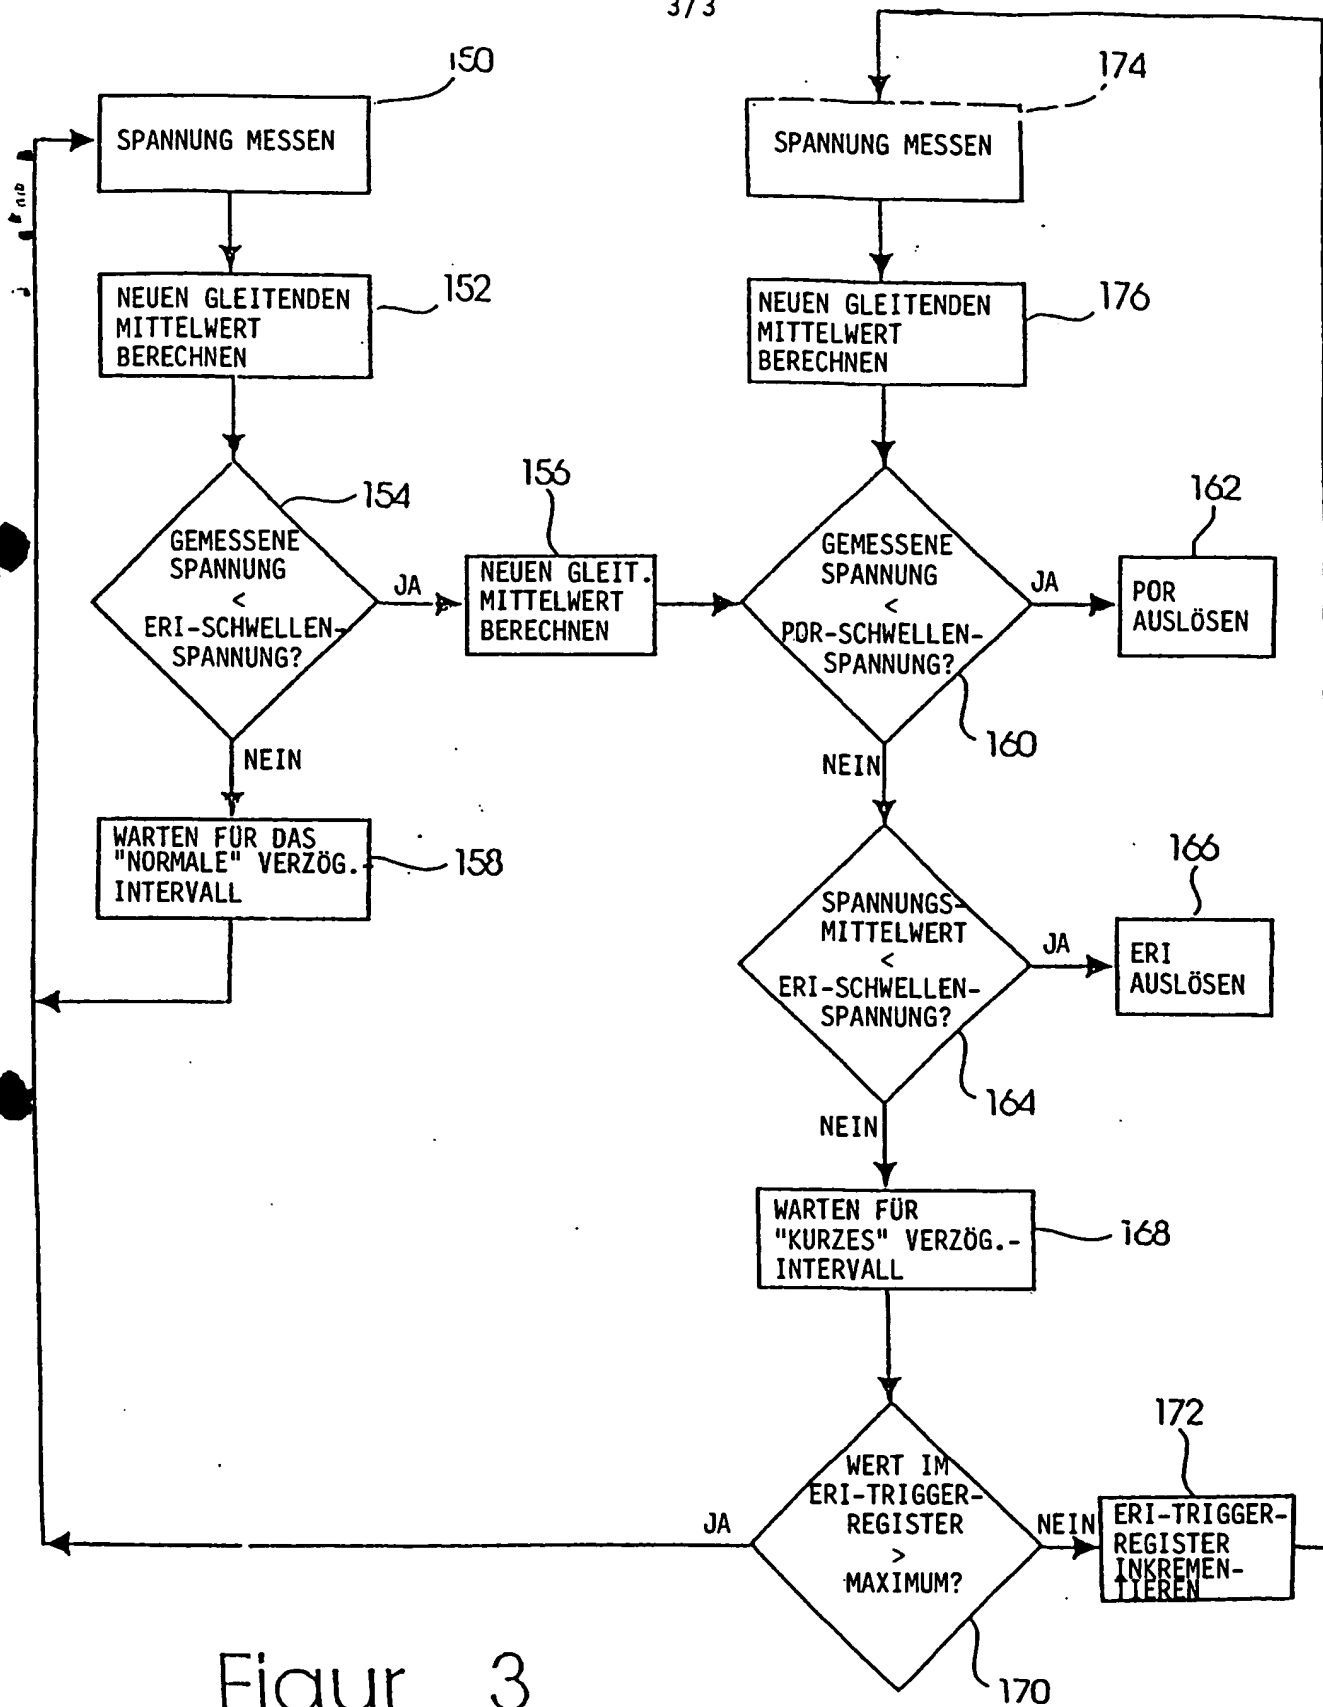 3/3
150
SPANNUNG MESSEN
152
NEUEN GLEITENDEN
MITTELWERT
BERECHNEN
154
GEMESSENE
SPANNUNG
<
ERI-SCHWELLEN-
SPANNUNG?
JA
NEIN
156
NEUEN GLEIT.
MITTELWERT
BERECHNEN
WARTEN FÜR DAS
"NORMALE" VERZÖG.-
INTERVALL
158
174
SPANNUNG MESSEN
176
NEUEN GLEITENDEN
MITTELWERT
BERECHNEN
GEMESSENE
SPANNUNG
<
POR-SCHWELLEN-
SPANNUNG?
160
JA
NEIN
162
POR
AUSLÖSEN
SPANNUNGS-
MITTELWERT
<
ERI-SCHWELLEN-
SPANNUNG?
164
JA
NEIN
166
ERI
AUSLÖSEN
WARTEN FÜR
"KURZES" VERZÖG.-
INTERVALL
168
WERT IM
ERI-TRIGGER-
REGISTER
>
MAXIMUM?
170
JA
NEIN
172
ERI-TRIGGER-
REGISTER
INKREMEN-
TIEREN
Figur 3